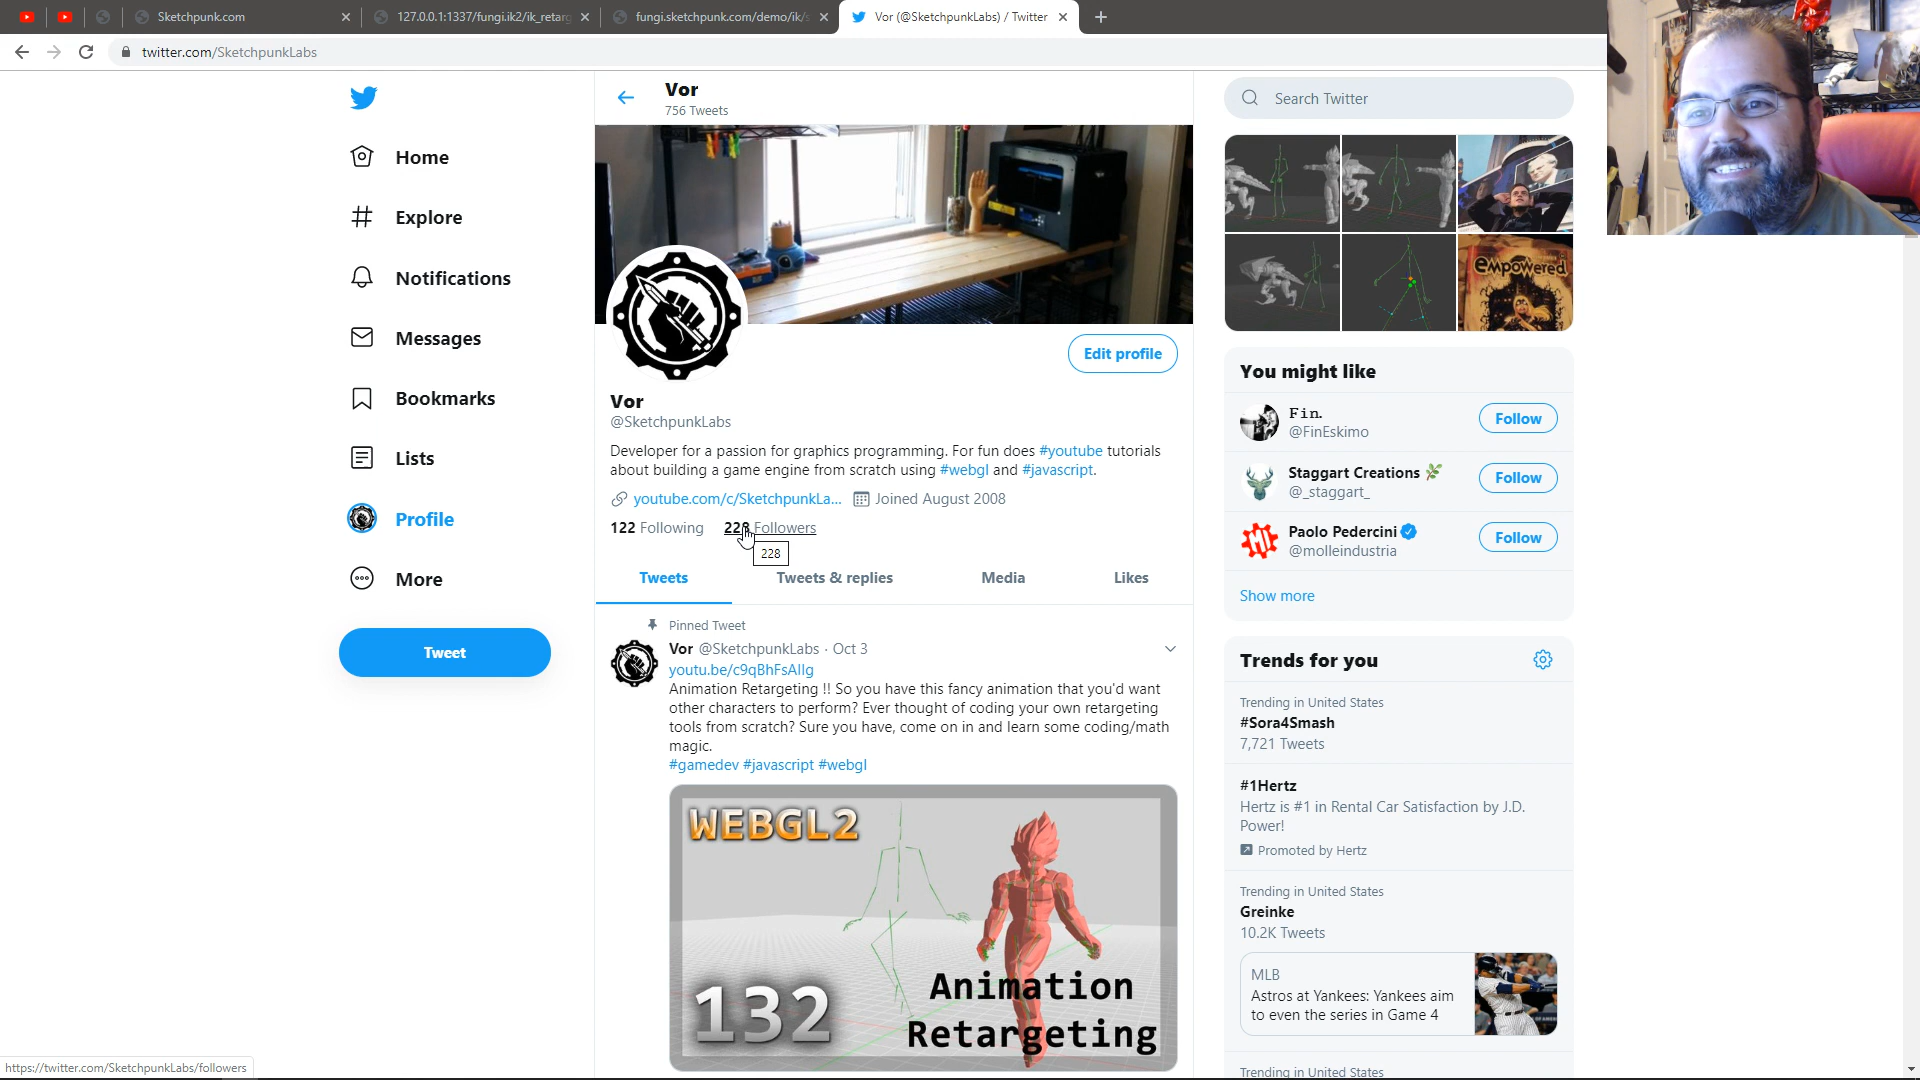 Sketchpunk.com
127.0.0.1:1337/fungi.ik2/ik_retarg
fungi.sketchpunk.com/demo/ik/
Vor (@SketchpunkLabs) / Twitter
twitter.com/SketchpunkLabs
Home
Explore
Notifications
Messages
Bookmarks
Lists
Profile
More
Tweet
Vor
756 Tweets
Edit profile
Vor
@SketchpunkLabs
Developer for a passion for graphics programming. For fun does #youtube tutorials
about building a game engine from scratch using #webgl and #javascript.
youtube.com/c/SketchpunkLa...
Joined August 2008
122 Following
228 Followers
228
Tweets
Tweets & replies
Media
Likes
Pinned Tweet
Vor @SketchpunkLabs · Oct 3
youtu.be/c9qBhFsAIlg
Animation Retargeting !! So you have this fancy animation that you'd want
other characters to perform? Ever thought of coding your own retargeting
tools from scratch? Sure you have, come on in and learn some coding/math
magic.
#gamedev #javascript #webgl
WEBGL2
132
Animation
Retargeting
Search Twitter
empowered
You might like
Fin.
@FinEskimo
Follow
Staggart Creations
@_staggart_
Follow
Paolo Pedercini
@molleindustria
Follow
Show more
Trends for you
Trending in United States
#Sora4Smash
7,721 Tweets
#1Hertz
Hertz is #1 in Rental Car Satisfaction by J.D.
Power!
Promoted by Hertz
Trending in United States
Greinke
10.2K Tweets
MLB
Astros at Yankees: Yankees aim
to even the series in Game 4
Trending in United States
https://twitter.com/SketchpunkLabs/followers